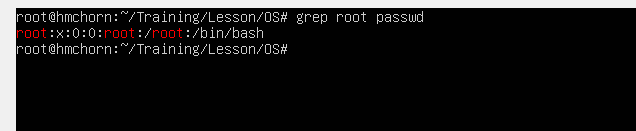 root@hmchorn:~/Training/Lesson/OS# grep root passwd
root:x:0:0:root:/root:/bin/bash
root@hmchorn:~/Training/Lesson/OS#